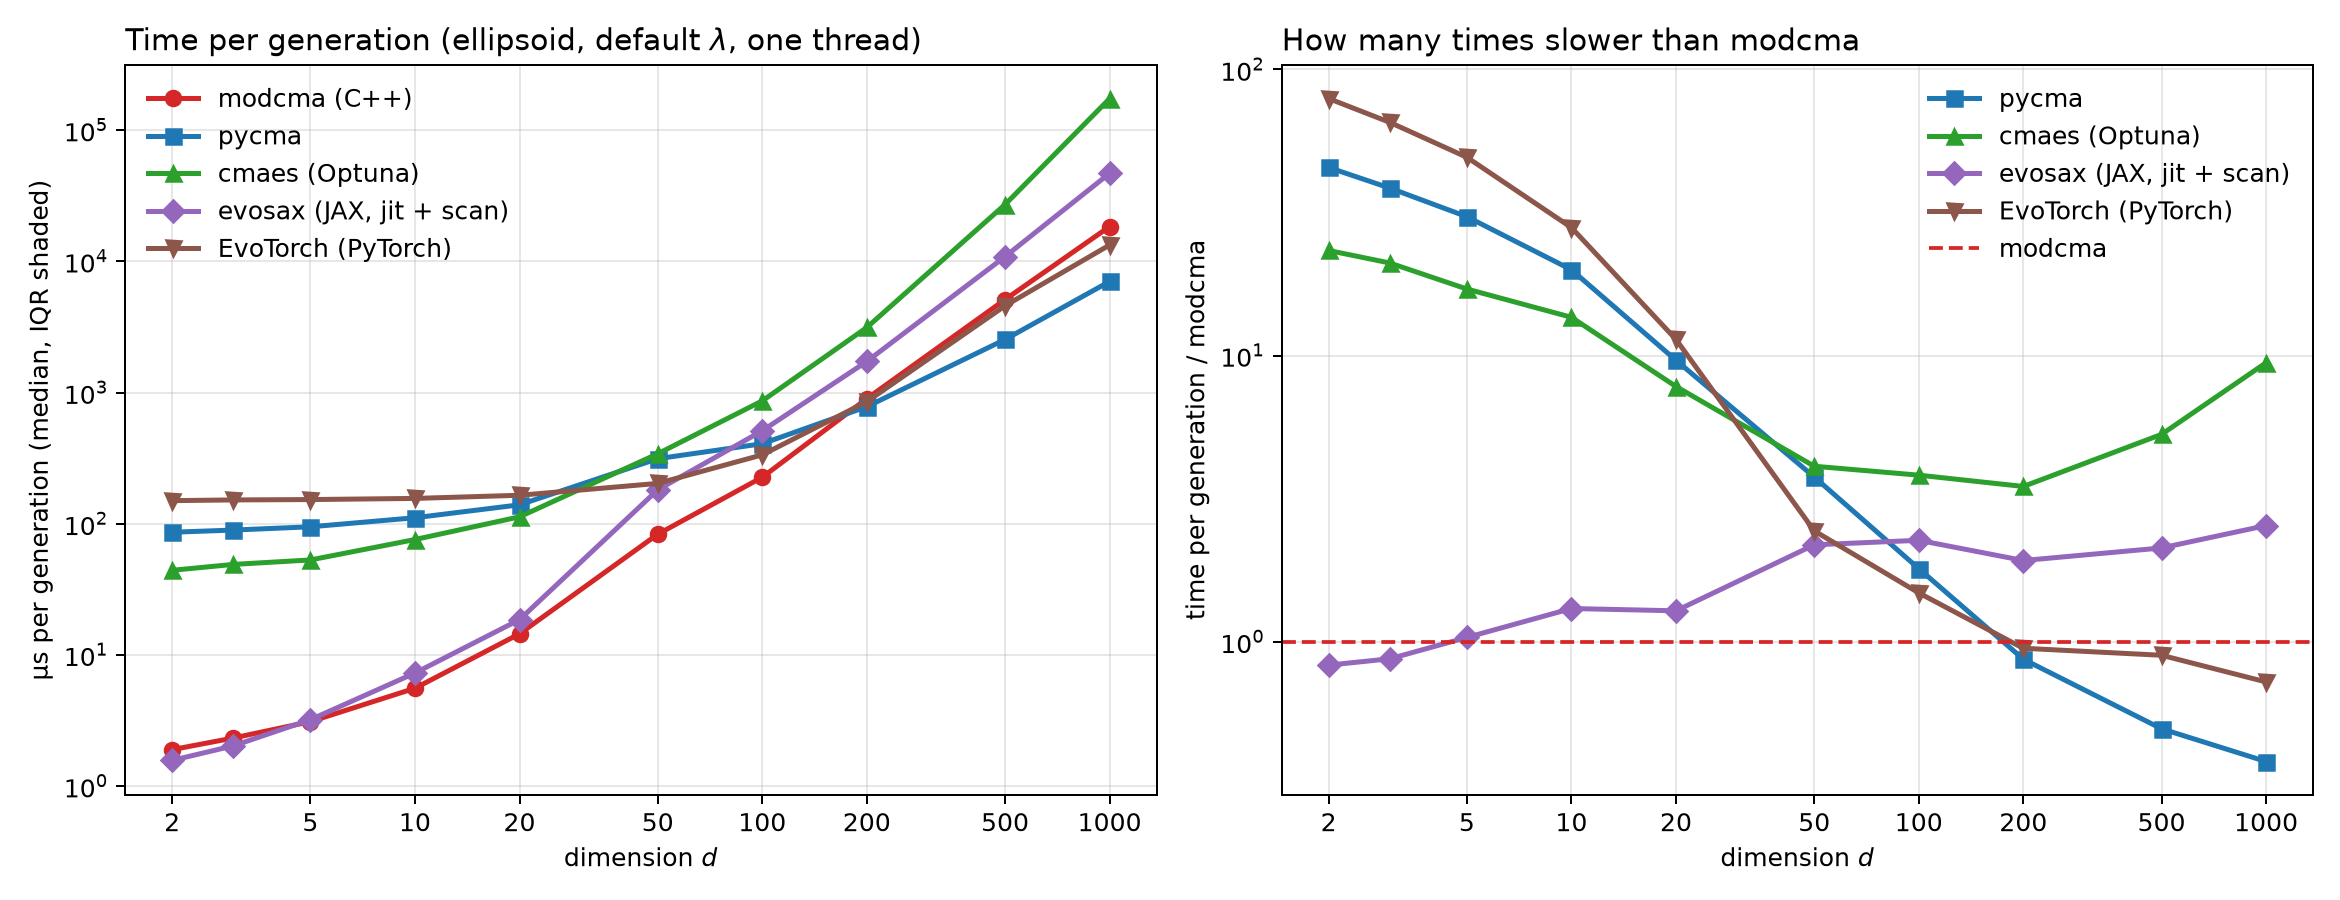 Time per generation (ellipsoid, default λ, one thread)
μs per generation (median, IQR shaded)
10⁵
10⁴
10³
10²
10¹
10⁰
modcma (C++)
pycma
cmaes (Optuna)
evosax (JAX, jit + scan)
EvoTorch (PyTorch)
2 5 10 20 50 100 200 500 1000
dimension d
How many times slower than modcma
time per generation / modcma
10²
10¹
10⁰
pycma
cmaes (Optuna)
evosax (JAX, jit + scan)
EvoTorch (PyTorch)
modcma
2 5 10 20 50 100 200 500 1000
dimension d